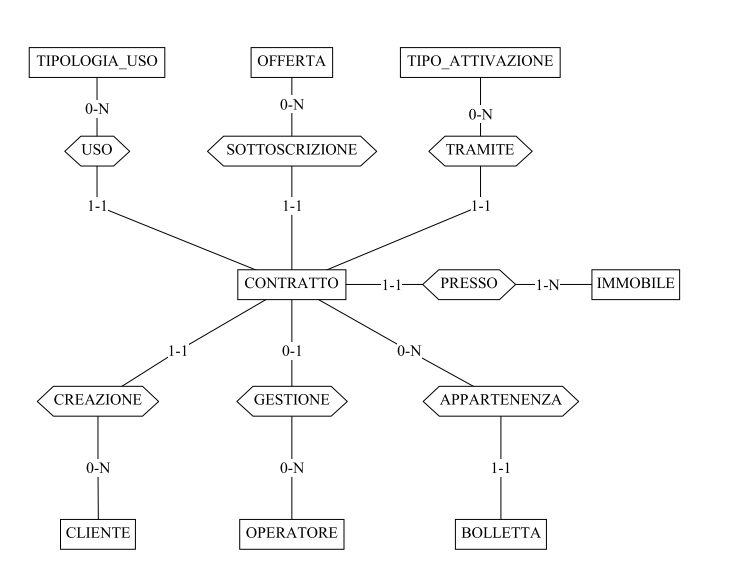 TIPOLOGIA_USO OFFERTA TIPO_ATTIVAZIONE
0-N 0-N 0-N
USO SOTTOSCRIZIONE TRAMITE
1-1 1-1 1-1
CONTRATTO 1-1 PRESSO 1-N IMMOBILE
1-1 0-1 0-N
CREAZIONE GESTIONE APPARTENENZA
0-N 0-N 1-1
CLIENTE OPERATORE BOLLETTA